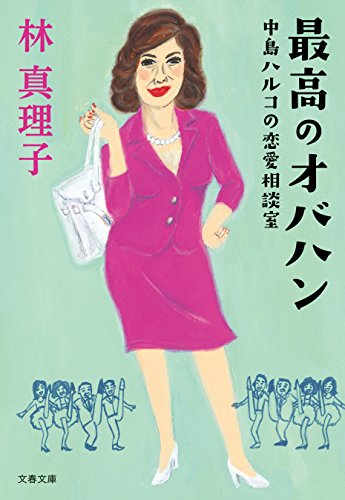 最高のオバハン
中島ハルコの恋愛相談室
林 真理子
文春文庫